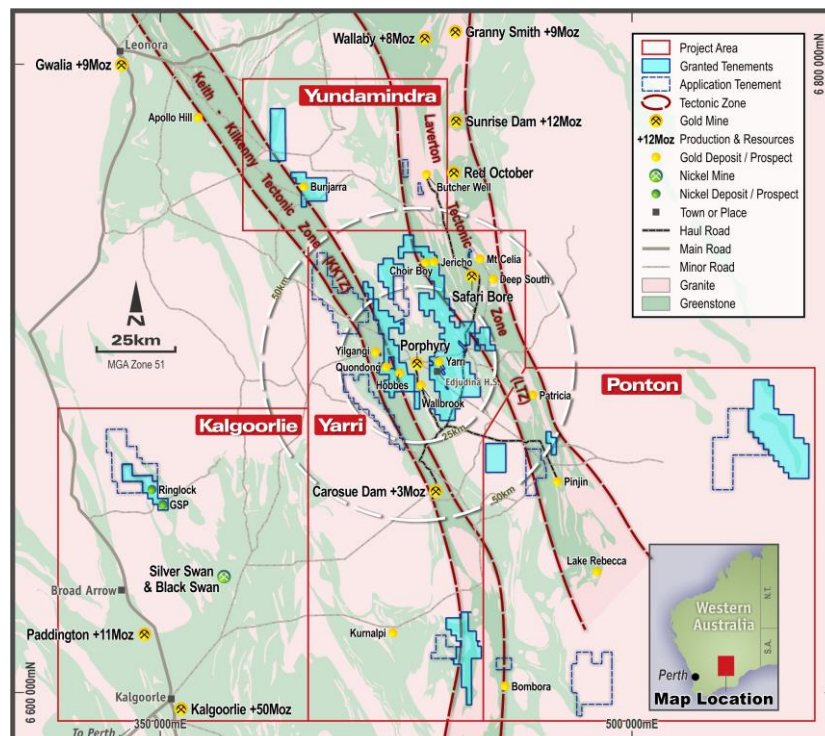 Leonora
Gwalia +9Moz
Wallaby +8Moz
Granny Smith +9Moz
6 800 000mN
Keith - Kilkenny Tectonic Zone (KKTZ)
Yundamindra
Apollo Hill
Laverton Tectonic Zone (LTZ)
Sunrise Dam +12Moz
Bunjarra
Red October
Butcher Well
Project Area
Granted Tenements
Application Tenement
Tectonic Zone
Gold Mine
+12Moz Production & Resources
Gold Deposit / Prospect
Nickel Mine
Nickel Deposit / Prospect
Town or Place
Haul Road
Main Road
Minor Road
Granite
Greenstone
Choir Boy
Jericho
Mt Celia
Deep South
Safari Bore
50km
N
25km
MGA Zone 51
Porphyry
Yilgangi
Yarri
Quondong
Edjudina H.S.
Hobbes
Wallbrook
Patricia
Ponton
Kalgoorlie
Yarri
25km
50km
Ringlock
GSP
Carosue Dam +3Moz
Pinjin
Silver Swan
& Black Swan
Lake Rebecca
Broad Arrow
Paddington +11Moz
Kurnalpi
Western
Australia
N.T.
S.A.
Perth
Map Location
6 600 000mN
Kalgoorle
Kalgoorlie +50Moz
Bombora
To Perth
350 000mE
500 000mE